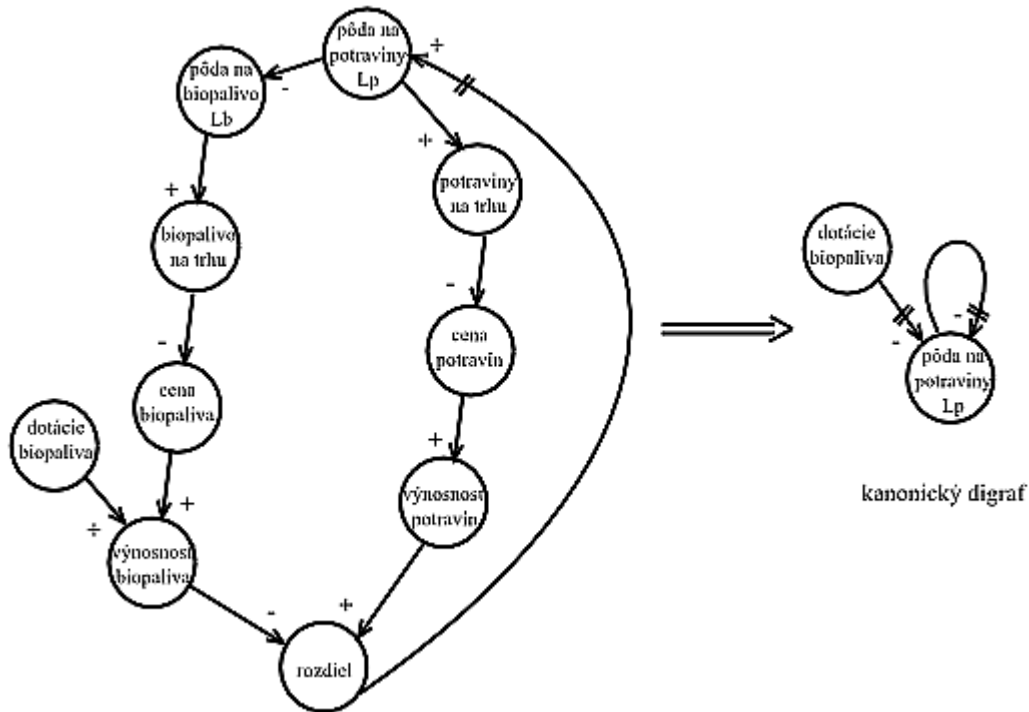 pôda na
potraviny
Lp
+
pôda na
biopalivo
Lb
-
+
potraviny
na trhu
+
biopalivo
na trhu
-
cena
potravín
-
cena
biopaliva
dotácie
biopaliva
+
+
+
výnosnosť
potravín
výnosnosť
biopaliva
-
+
rozdiel
dotácie
biopaliva
-
-
pôda na
potraviny
Lp
kanonický digraf